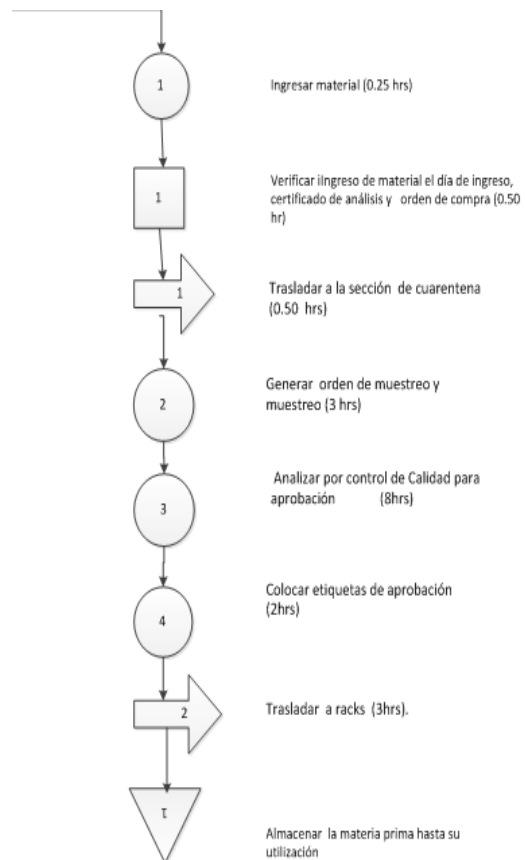 1
Ingresar material (0.25 hrs)
1
Verificar iIngreso de material el día de ingreso,
certificado de análisis y orden de compra (0.50
hr)
1
Trasladar a la sección de cuarentena
(0.50 hrs)
2
Generar orden de muestreo y
muestreo (3 hrs)
3
Analizar por control de Calidad para
aprobación (8hrs)
4
Colocar etiquetas de aprobación
(2hrs)
2
Trasladar a racks (3hrs).
1
Almacenar la materia prima hasta su
utilización